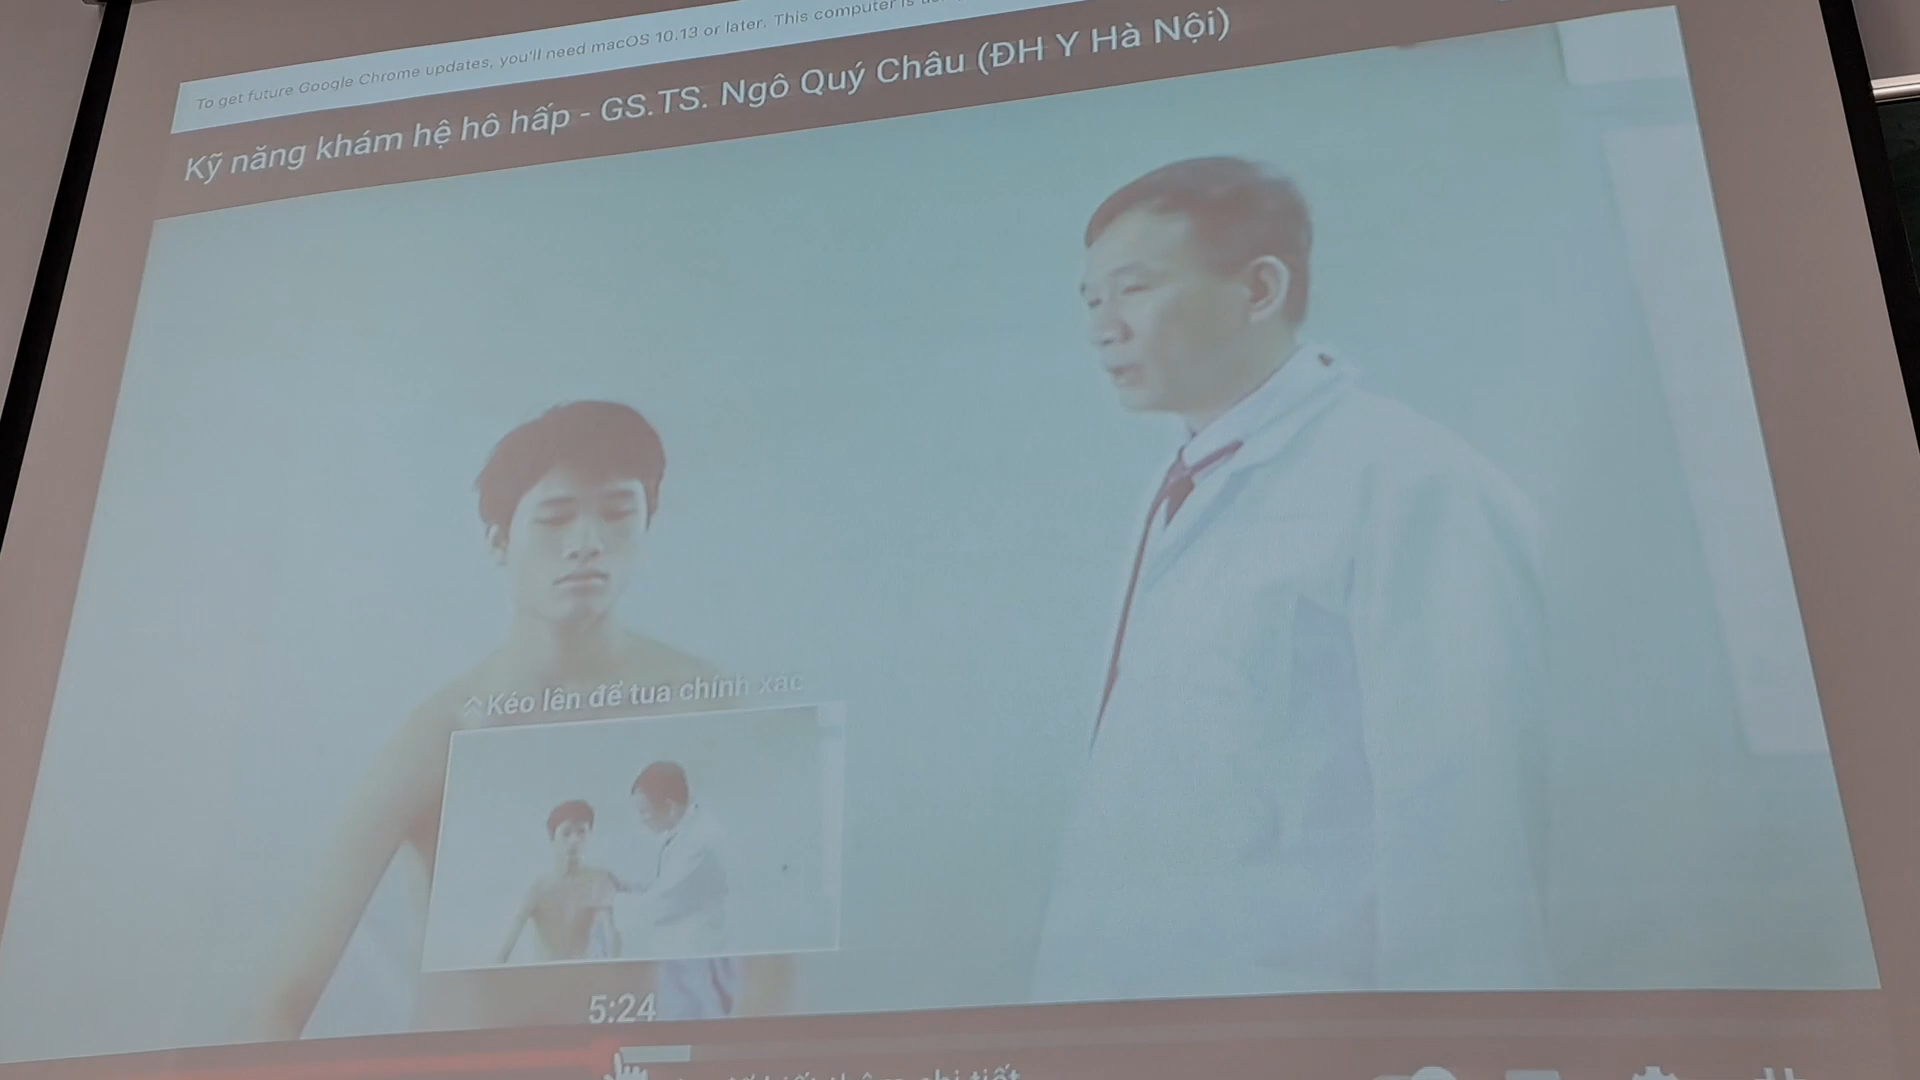 To get future Google Chrome updates, you'll need macOS 10.13 or later. This computer is
Kỹ năng khám hệ hô hấp - GS.TS. Ngô Quý Châu (ĐH Y Hà Nội)
Kéo lên để tua chính xác
5:24
chi tiết